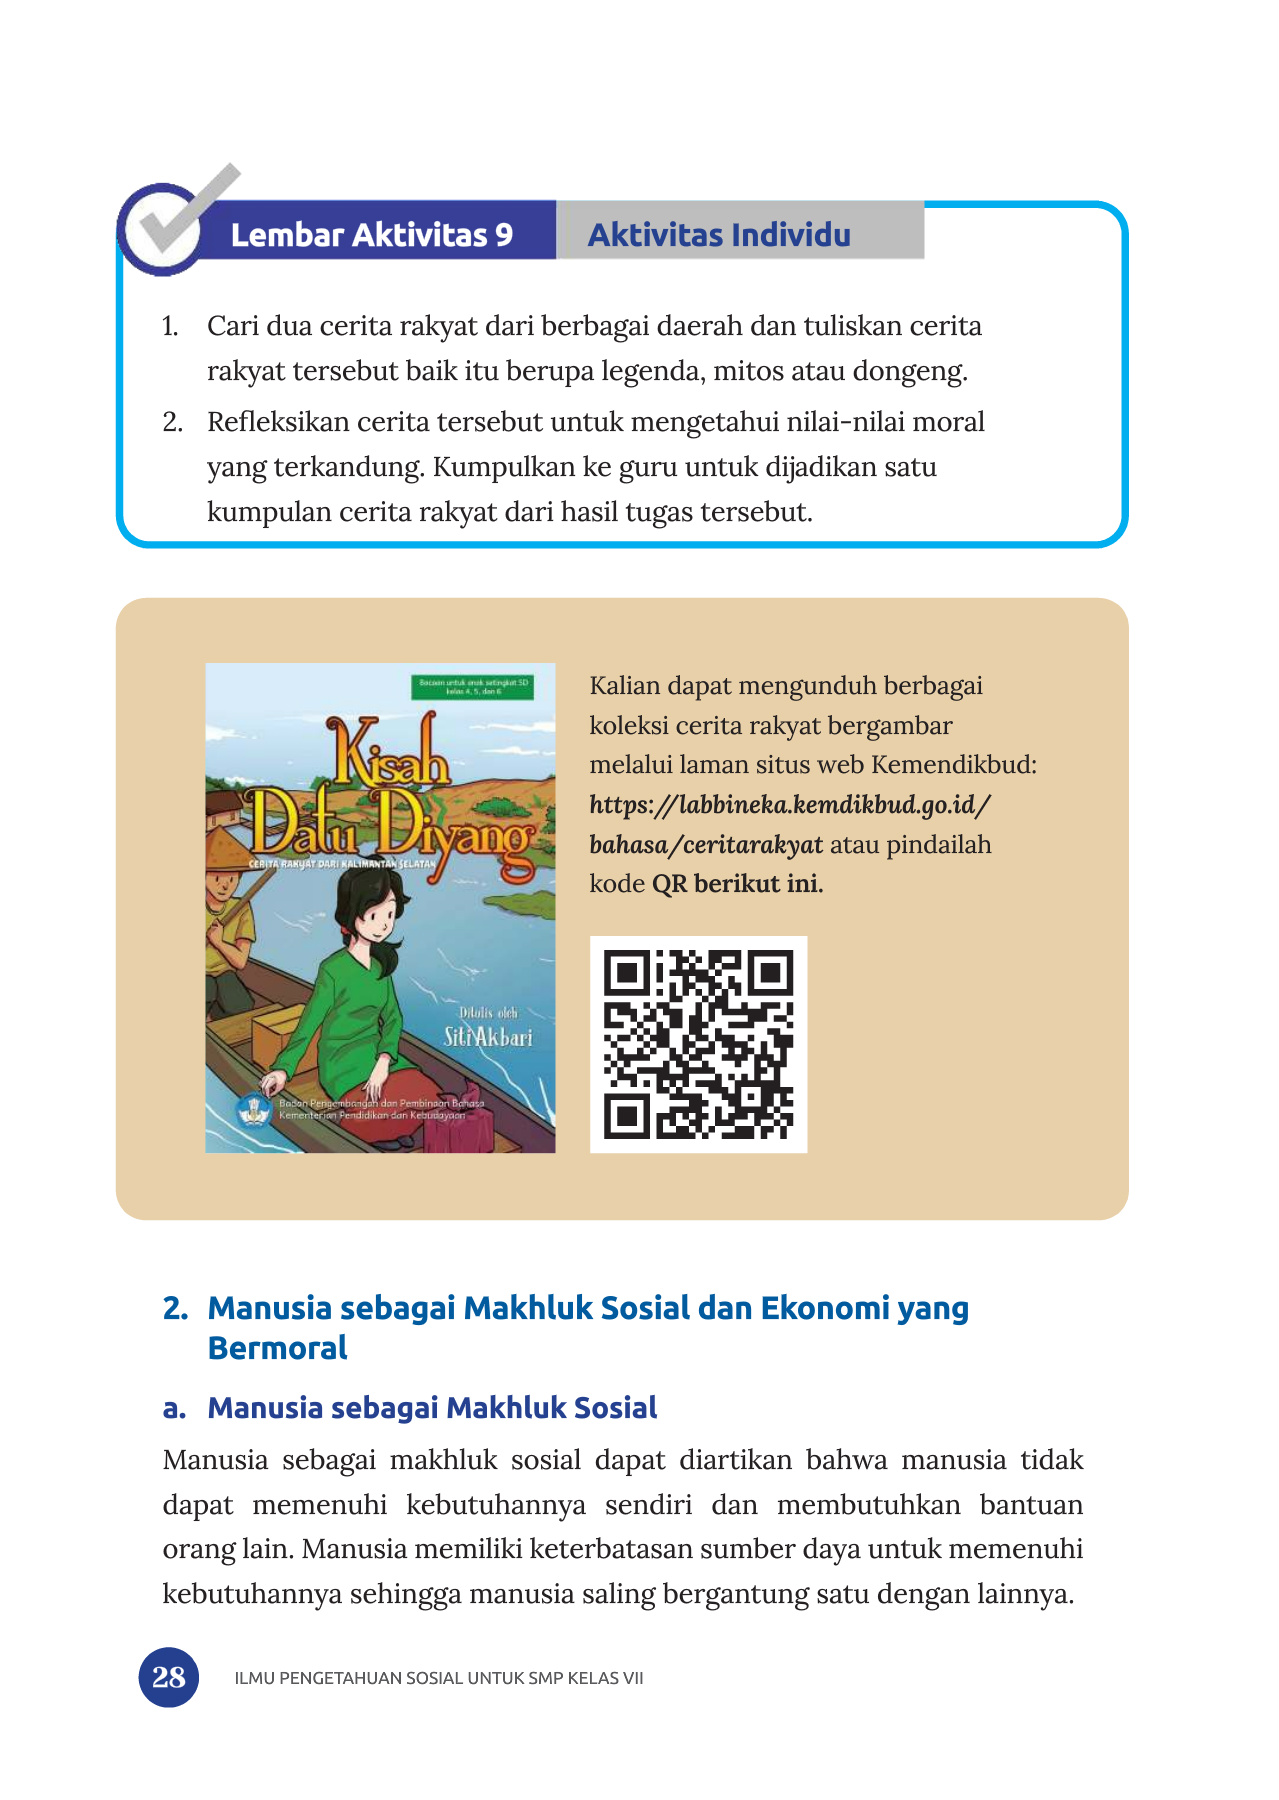 Lembar Aktivitas 9
Aktivitas Individu
1. Cari dua cerita rakyat dari berbagai daerah dan tuliskan cerita
rakyat tersebut baik itu berupa legenda, mitos atau dongeng.
2. Refleksikan cerita tersebut untuk mengetahui nilai-nilai moral
yang terkandung. Kumpulkan ke guru untuk dijadikan satu
kumpulan cerita rakyat dari hasil tugas tersebut.
Bacaan untuk anak setingkat SD
kelas 4, 5, dan 6
Kisah
Datu Diyang
CERITA RAKYAT DARI KALIMANTAN SELATAN
Ditulis oleh
Siti Akbari
Badan Pengembangan dan Pembinaan Bahasa
Kementerian Pendidikan dan Kebudayaan
Kalian dapat mengunduh berbagai
koleksi cerita rakyat bergambar
melalui laman situs web Kemendikbud:
https://labbineka.kemdikbud.go.id/
bahasa/ceritarakyat atau pindailah
kode QR berikut ini.
2. Manusia sebagai Makhluk Sosial dan Ekonomi yang
Bermoral
a. Manusia sebagai Makhluk Sosial
Manusia sebagai makhluk sosial dapat diartikan bahwa manusia tidak
dapat memenuhi kebutuhannya sendiri dan membutuhkan bantuan
orang lain. Manusia memiliki keterbatasan sumber daya untuk memenuhi
kebutuhannya sehingga manusia saling bergantung satu dengan lainnya.
28
ILMU PENGETAHUAN SOSIAL UNTUK SMP KELAS VII